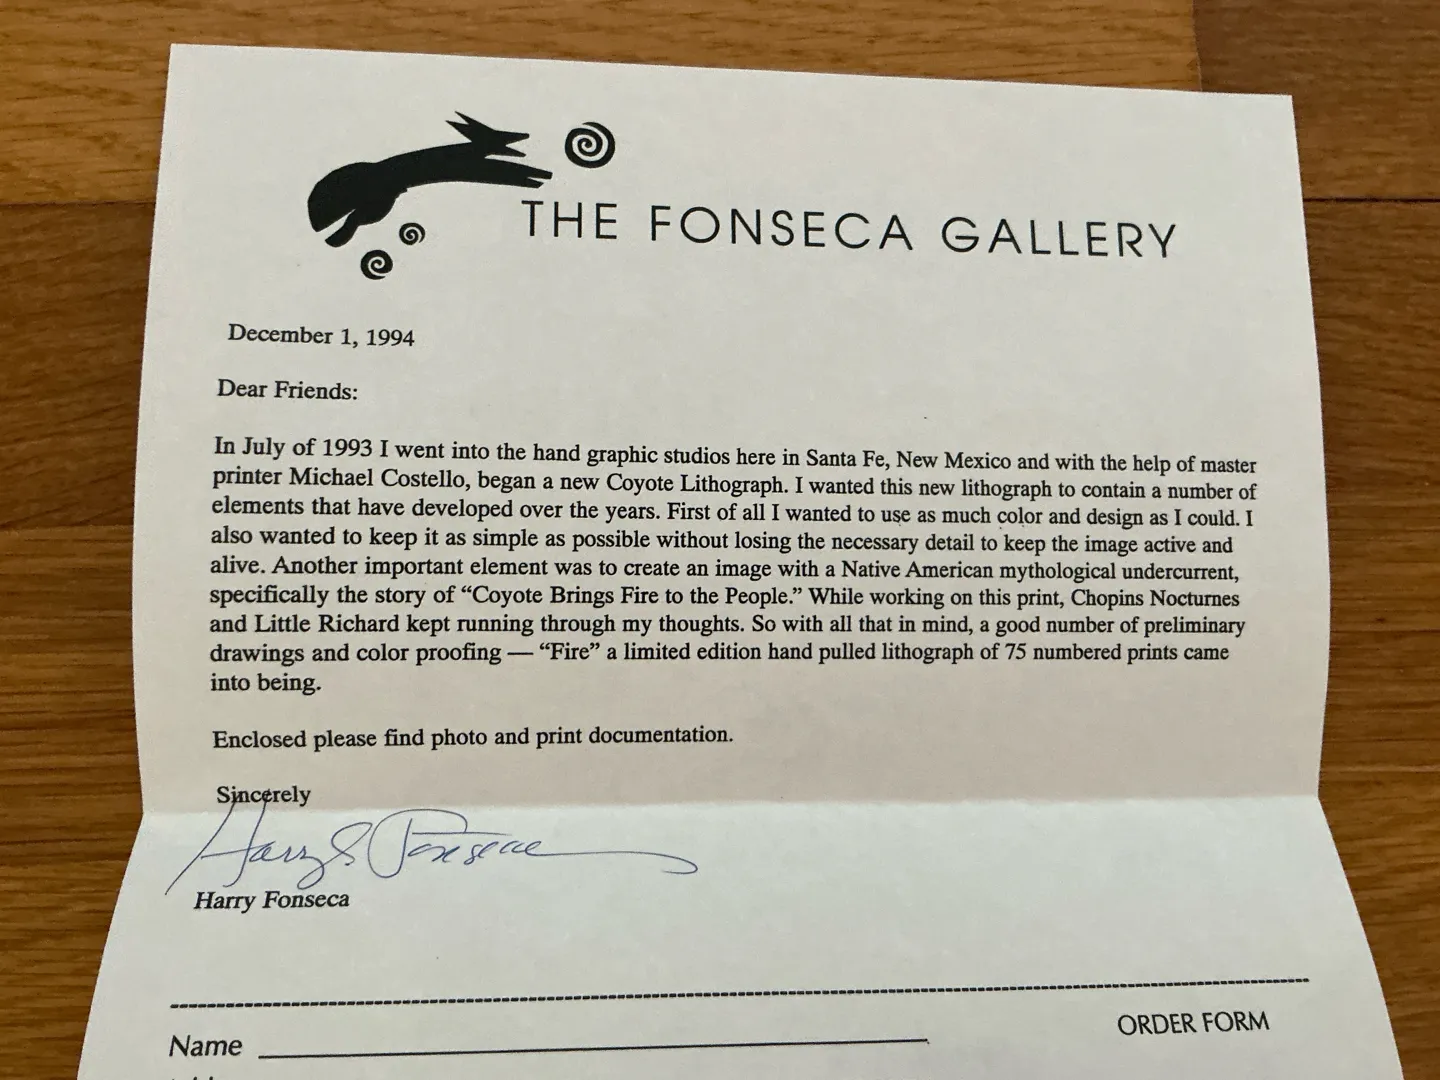 THE FONSECA GALLERY
December 1, 1994
Dear Friends:
In July of 1993 I went into the hand graphic studios here in Santa Fe, New Mexico and with the help of master
printer Michael Costello, began a new Coyote Lithograph. I wanted this new lithograph to contain a number of
elements that have developed over the years. First of all I wanted to use as much color and design as I could. I
also wanted to keep it as simple as possible without losing the necessary detail to keep the image active and
alive. Another important element was to create an image with a Native American mythological undercurrent,
specifically the story of “Coyote Brings Fire to the People.” While working on this print, Chopins Nocturnes
and Little Richard kept running through my thoughts. So with all that in mind, a good number of preliminary
drawings and color proofing — “Fire” a limited edition hand pulled lithograph of 75 numbered prints came
into being.
Enclosed please find photo and print documentation.
Sincerely
Harry Fonseca
Harry Fonseca
ORDER FORM
Name